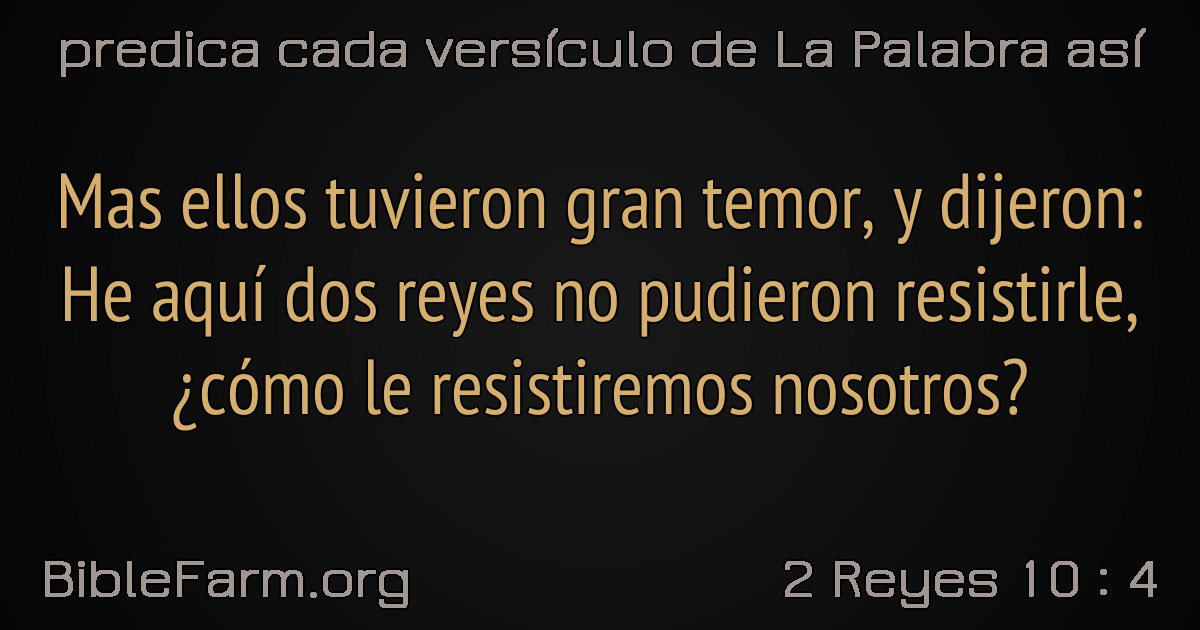 predica cada versículo de La Palabra así
Mas ellos tuvieron gran temor, y dijeron:
He aquí dos reyes no pudieron resistirle,
¿cómo le resistiremos nosotros?
BibleFarm.org
2 Reyes 10 : 4